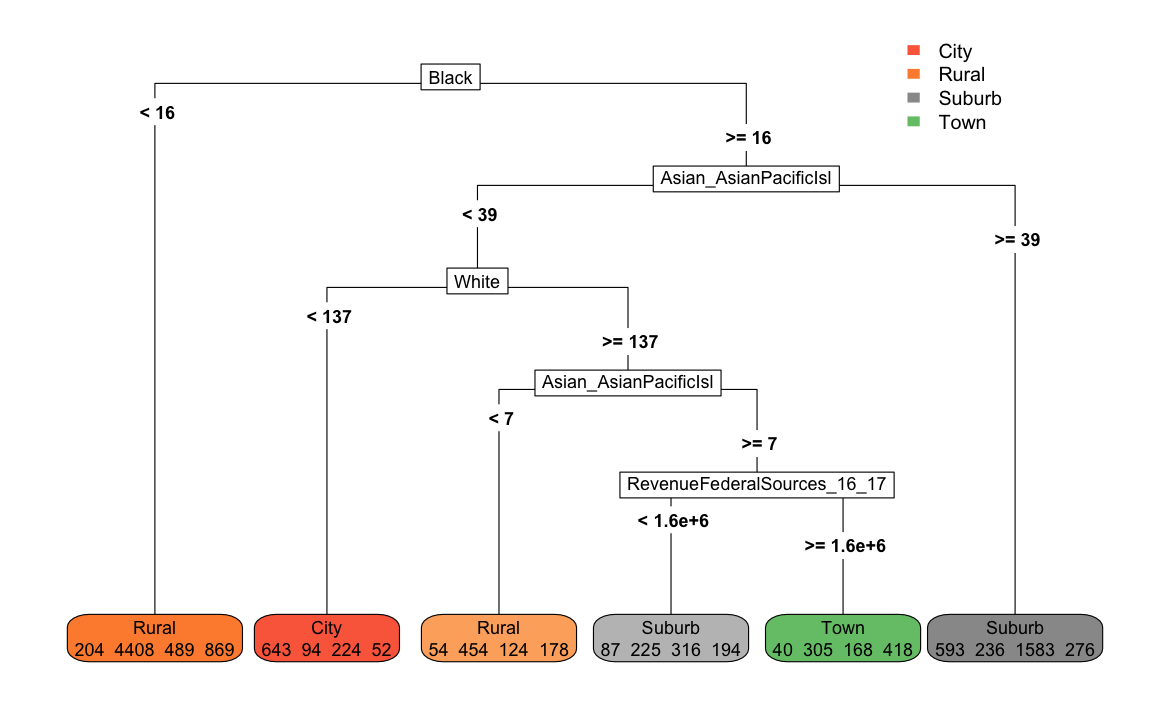 City
Rural
Suburb
Town
Black
< 16
>= 16
Asian_AsianPacificIsl
< 39
>= 39
White
< 137
>= 137
Asian_AsianPacificIsl
< 7
>= 7
RevenueFederalSources_16_17
< 1.6e+6
>= 1.6e+6
Rural
204 4408 489 869
City
643 94 224 52
Rural
54 454 124 178
Suburb
87 225 316 194
Town
40 305 168 418
Suburb
593 236 1583 276